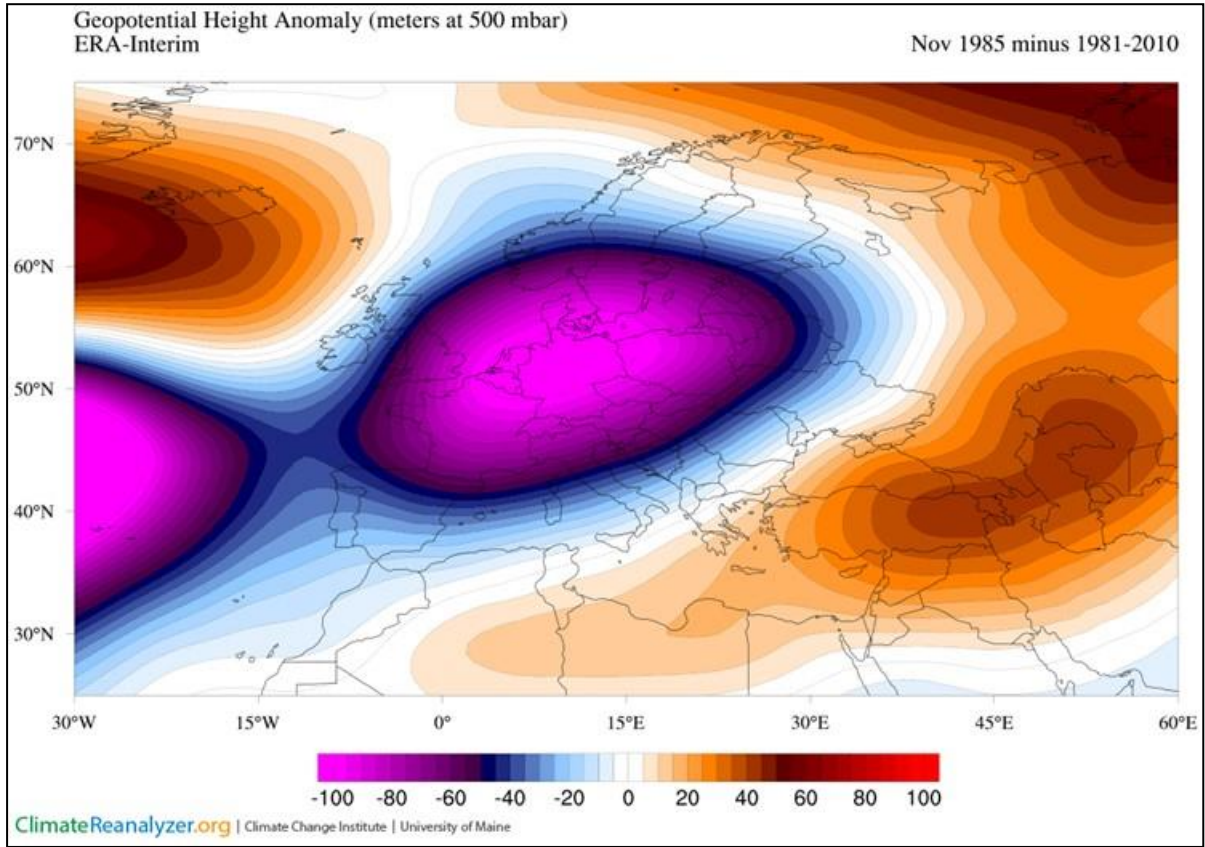 Geopotential Height Anomaly (meters at 500 mbar)
ERA-Interim
Nov 1985 minus 1981-2010
70°N
60°N
50°N
40°N
30°N
30°W 15°W 0° 15°E 30°E 45°E 60°E
-100 -80 -60 -40 -20 0 20 40 60 80 100
ClimateReanalyzer.org | Climate Change Institute | University of Maine